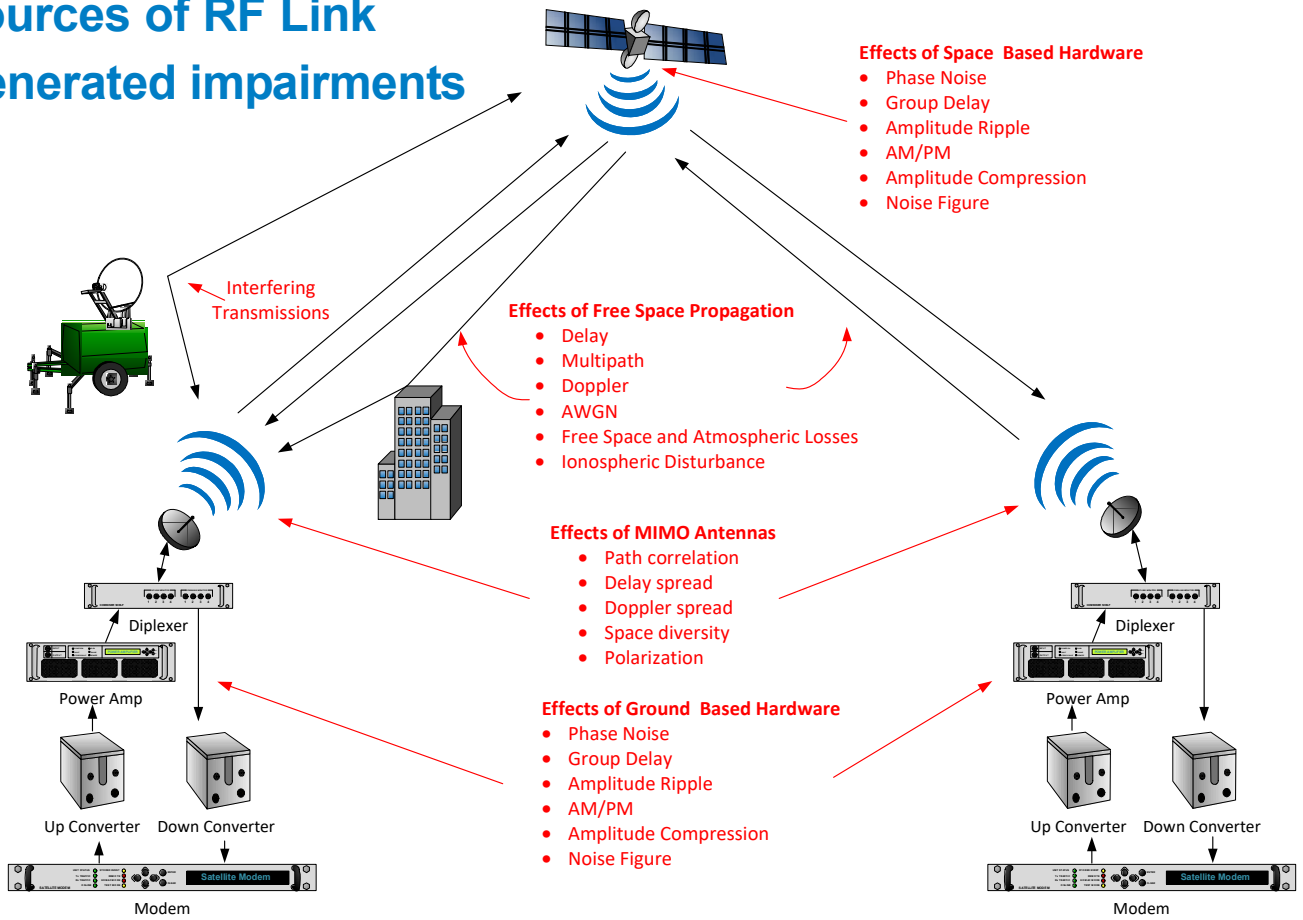 ources of RF Link
enerated impairments
Effects of Space Based Hardware
• Phase Noise
• Group Delay
• Amplitude Ripple
• AM/PM
• Amplitude Compression
• Noise Figure
Interfering
Transmissions
Effects of Free Space Propagation
• Delay
• Multipath
• Doppler
• AWGN
• Free Space and Atmospheric Losses
• Ionospheric Disturbance
Effects of MIMO Antennas
• Path correlation
• Delay spread
• Doppler spread
• Space diversity
• Polarization
Effects of Ground Based Hardware
• Phase Noise
• Group Delay
• Amplitude Ripple
• AM/PM
• Amplitude Compression
• Noise Figure
Diplexer
Power Amp
Up Converter
Down Converter
SATELLITE MODEM
Satellite Modem
Modem
Diplexer
Power Amp
Up Converter
Down Converter
SATELLITE MODEM
Satellite Modem
Modem